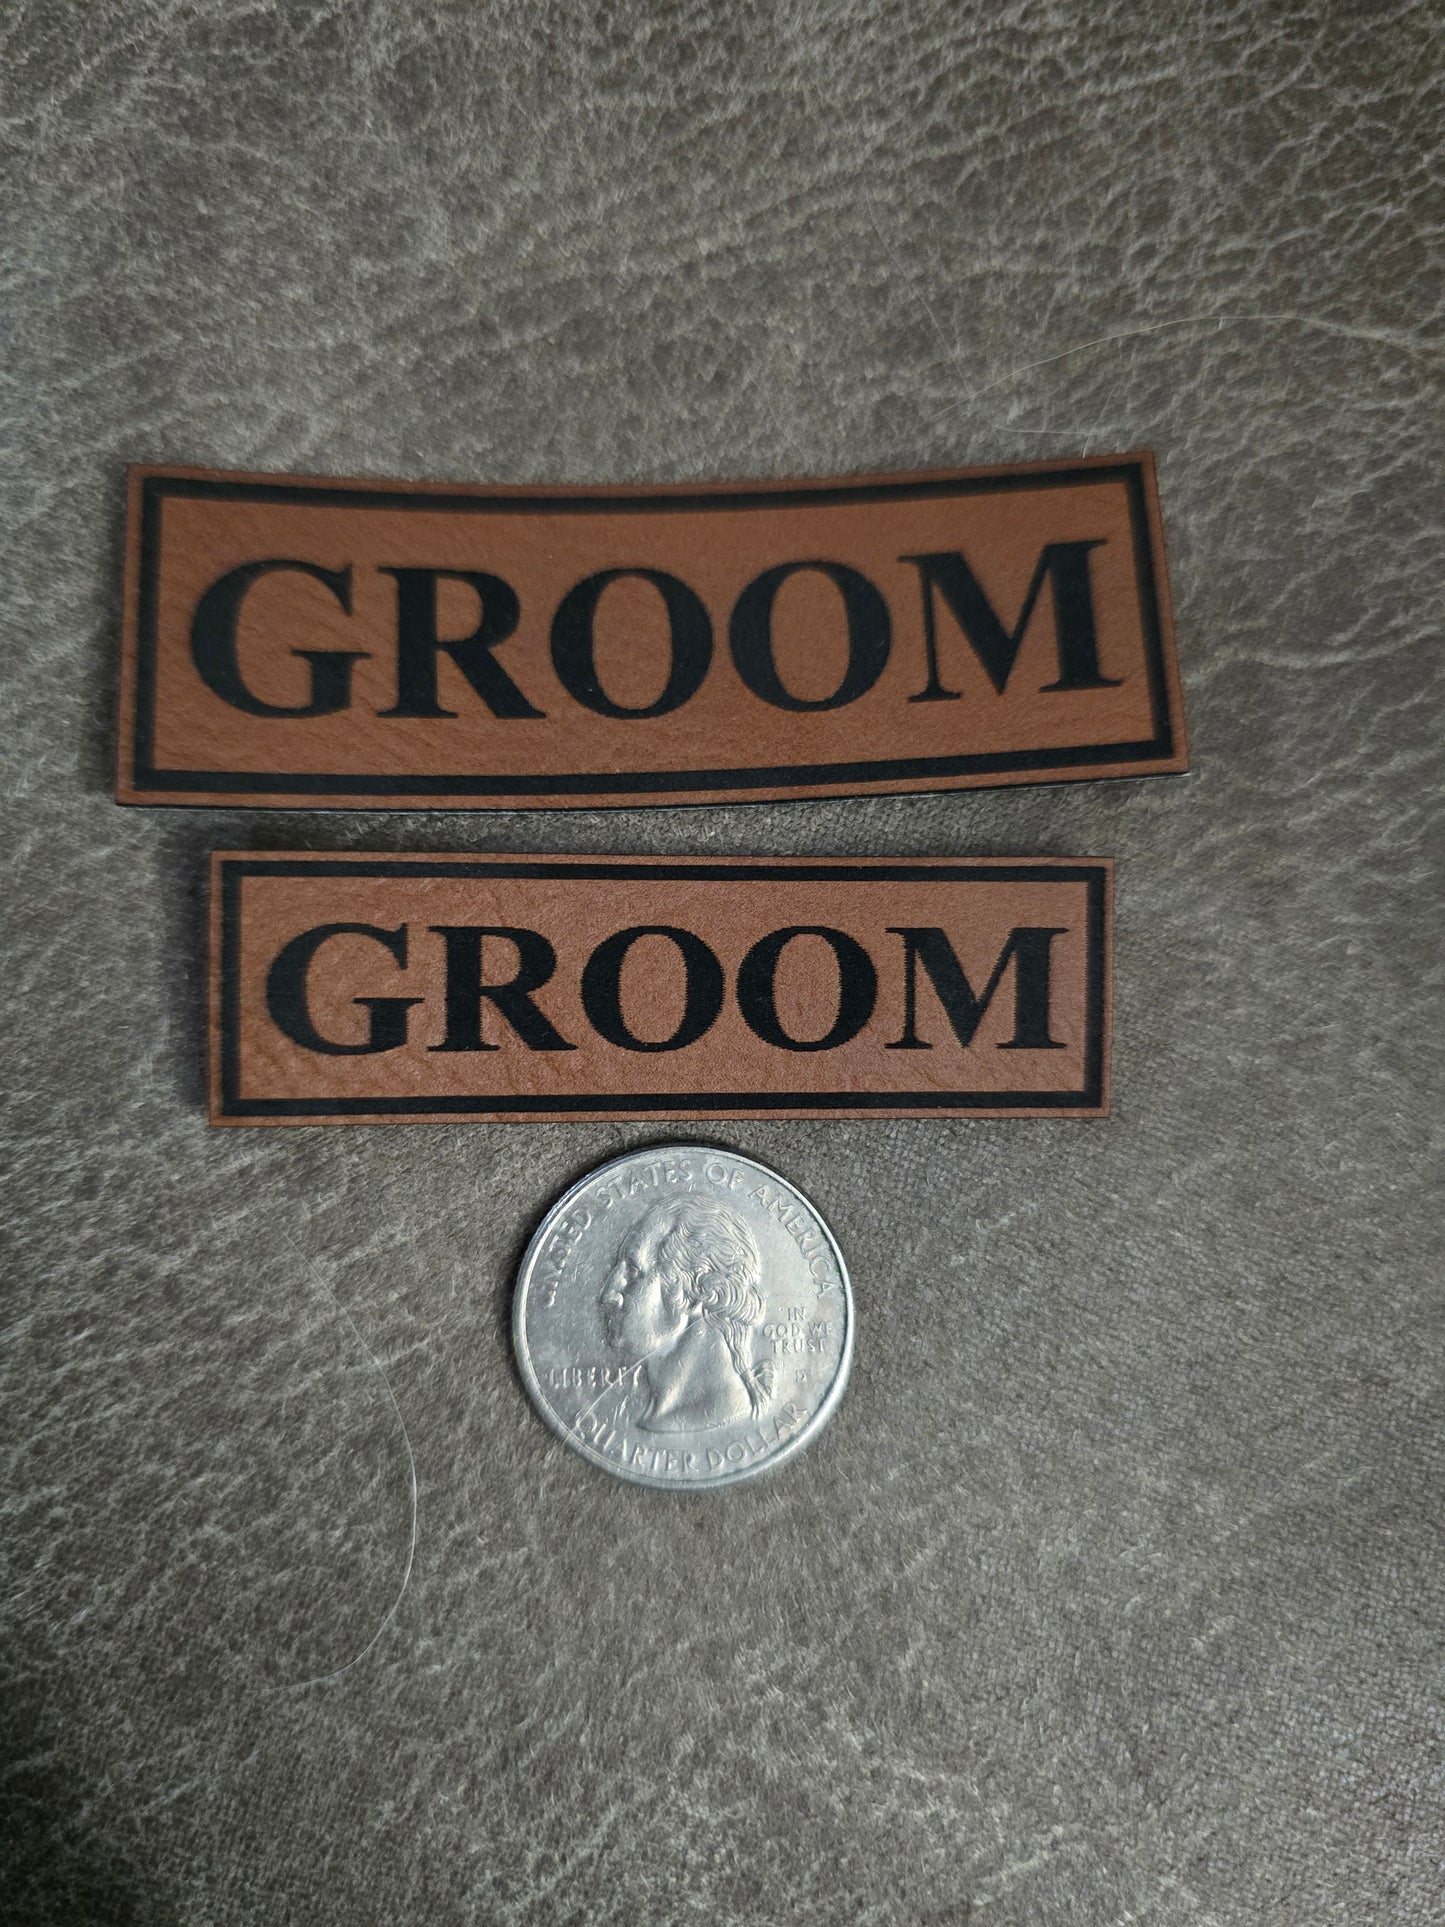 GROOM
GROOM
UNITED STATES OF AMERICA
IN
GOD WE
TRUST
LIBERTY
P
QUARTER DOLLAR